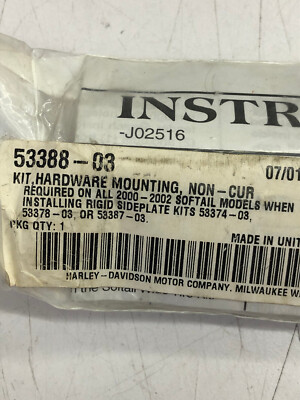 INSTR
-J02516
53388-03
07/01
KIT,HARDWARE MOUNTING, NON-CUR
REQUIRED ON ALL 2000-2002 SOFTAIL MODELS WHEN
INSTALLING RIGID SIDEPLATE KITS 53374-03,
53378-03, OR 53387-03.
PKG QTY: 1
MADE IN UNIT
HARLEY-DAVIDSON MOTOR COMPANY. MILWAUKEE W
the Softail